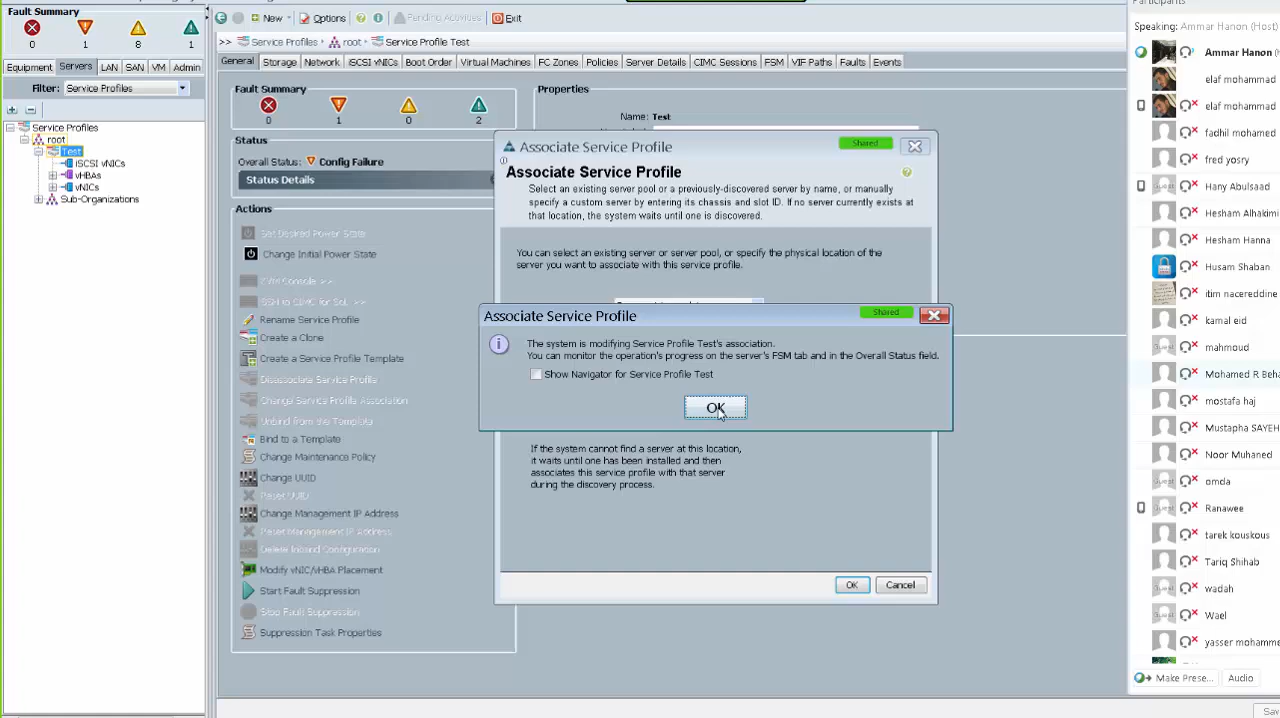 Fault Summary
0 1 8 1
New Options Pending Activities Exit
>> Service Profiles root Service Profile Test
Equipment Servers LAN SAN VM Admin
Filter: Service Profiles
Service Profiles
root
Test
iSCSI vNICs
vHBAs
vNICs
Sub-Organizations
General Storage Network iSCSI vNICs Boot Order Virtual Machines FC Zones Policies Server Details CIMC Sessions FSM VIF Paths Faults Events
Fault Summary
0 1 0 2
Status
Overall Status: Config Failure
Status Details
Actions
Set Desired Power State
Change Initial Power State
KVM Console >>
SSH to CIMC for SoL >>
Rename Service Profile
Create a Clone
Create a Service Profile Template
Disassociate Service Profile
Change Service Profile Association
Unbind from the Template
Bind to a Template
Change Maintenance Policy
Change UUID
Reset UUID
Change Management IP Address
Reset Management IP Address
Delete Inband Configuration
Modify vNIC/vHBA Placement
Start Fault Suppression
Stop Fault Suppression
Suppression Task Properties
Properties
Name: Test
Associate Service Profile Shared
Associate Service Profile
Select an existing server pool or a previously-discovered server by name, or manually
specify a custom server by entering its chassis and slot ID. If no server currently exists at
that location, the system waits until one is discovered.
You can select an existing server or server pool, or specify the physical location of the
server you want to associate with this service profile.
Associate Service Profile Shared
The system is modifying Service Profile Test's association.
You can monitor the operation's progress on the server's FSM tab and in the Overall Status field.
Show Navigator for Service Profile Test
OK
If the system cannot find a server at this location,
it waits until one has been installed and then
associates this service profile with that server
during the discovery process.
OK Cancel
Participants
Speaking: Ammar Hanon (Host)
Ammar Hanon (
elaf mohammad
elaf mohammad
fadhil mohamed
fred yosry
Guest Hany Abulsaad
Hesham Alhakimi
Hesham Hanna
Husam Shaban
kamal eid
Guest mahmoud
Mohamed R Beha
mostafa haj
Mustapha SAYEH
Noor Muhaned
Guest omda
Guest Ranawee
tarek kouskous
Tariq Shihab
Guest wadah
Guest Wael
yasser mohamme
Make Prese... Audio
Sav